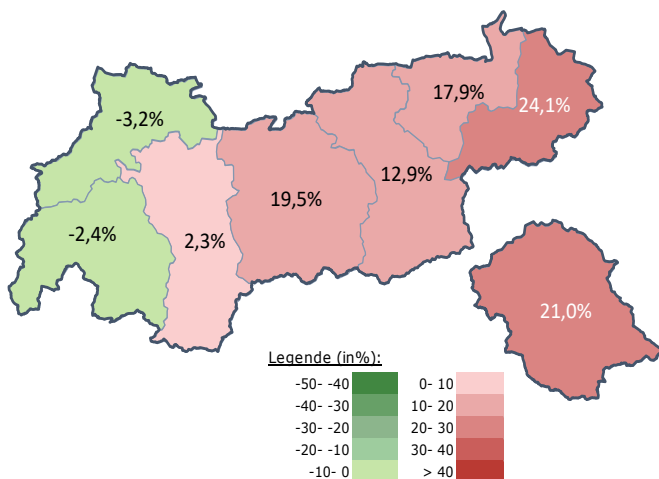 17,9%
24,1%
-3,2%
12,9%
19,5%
-2,4%
2,3%
21,0%
Legende (in%):
-50- -40 0- 10
-40- -30 10- 20
-30- -20 20- 30
-20- -10 30- 40
-10- 0 > 40